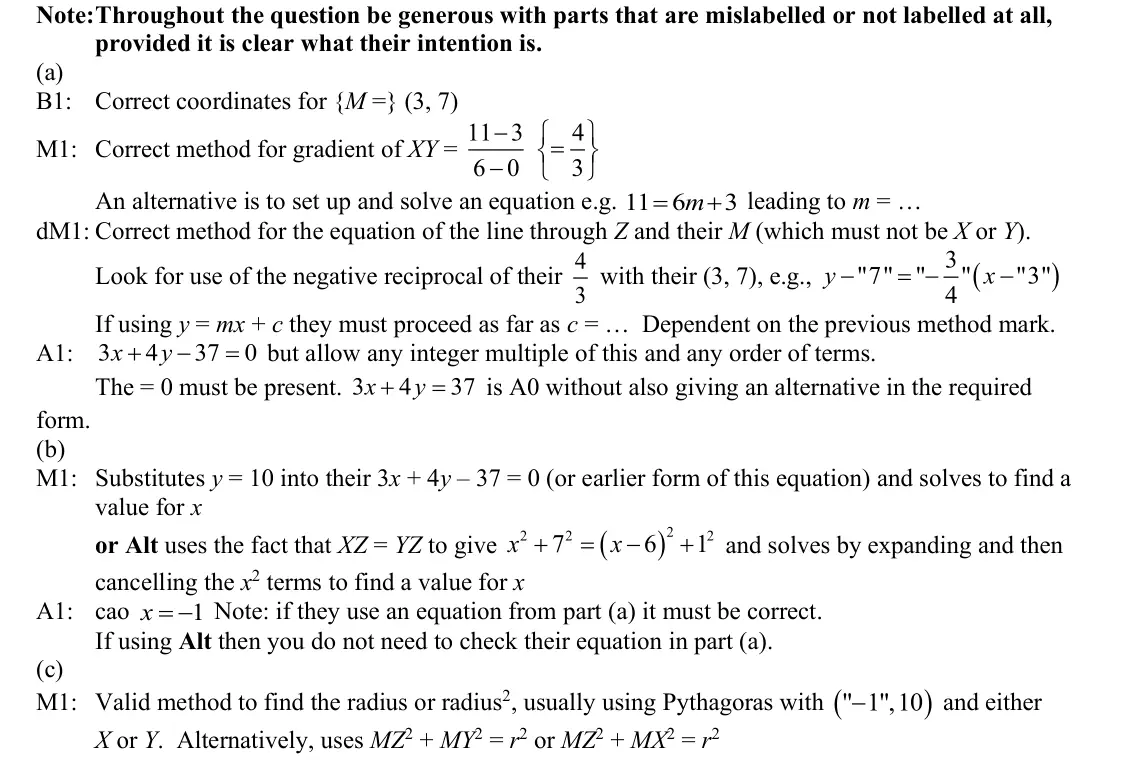 Note:Throughout the question be generous with parts that are mislabelled or not labelled at all,
provided it is clear what their intention is.
(a)
B1: Correct coordinates for {M =} (3, 7)
M1: Correct method for gradient of XY = \frac{11-3}{6-0} \left\{=\frac{4}{3}\right\}
An alternative is to set up and solve an equation e.g. 11=6m+3 leading to m = …
dM1: Correct method for the equation of the line through Z and their M (which must not be X or Y).
Look for use of the negative reciprocal of their \frac{4}{3} with their (3, 7), e.g., y-"7"="-\frac{3}{4}"(x-"3")
If using y = mx + c they must proceed as far as c = … Dependent on the previous method mark.
A1: 3x+4y-37=0 but allow any integer multiple of this and any order of terms.
The = 0 must be present. 3x+4y=37 is A0 without also giving an alternative in the required
form.
(b)
M1: Substitutes y = 10 into their 3x + 4y – 37 = 0 (or earlier form of this equation) and solves to find a
value for x
or Alt uses the fact that XZ = YZ to give x²+7²=(x-6)²+1² and solves by expanding and then
cancelling the x² terms to find a value for x
A1: cao x=-1 Note: if they use an equation from part (a) it must be correct.
If using Alt then you do not need to check their equation in part (a).
(c)
M1: Valid method to find the radius or radius², usually using Pythagoras with ("-1",10) and either
X or Y. Alternatively, uses MZ² + MY² = r² or MZ² + MX² = r²